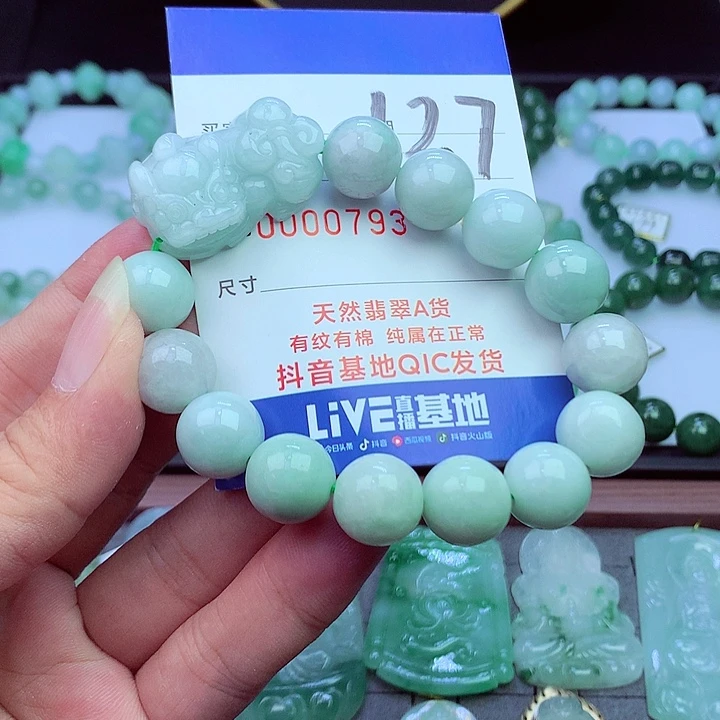 127
0000793
尺寸
天然翡翠A货
有纹有棉 纯属在正常
抖音基地QIC发货
LiVE直播基地
今日头条 抖音 西瓜视频 抖音火山版